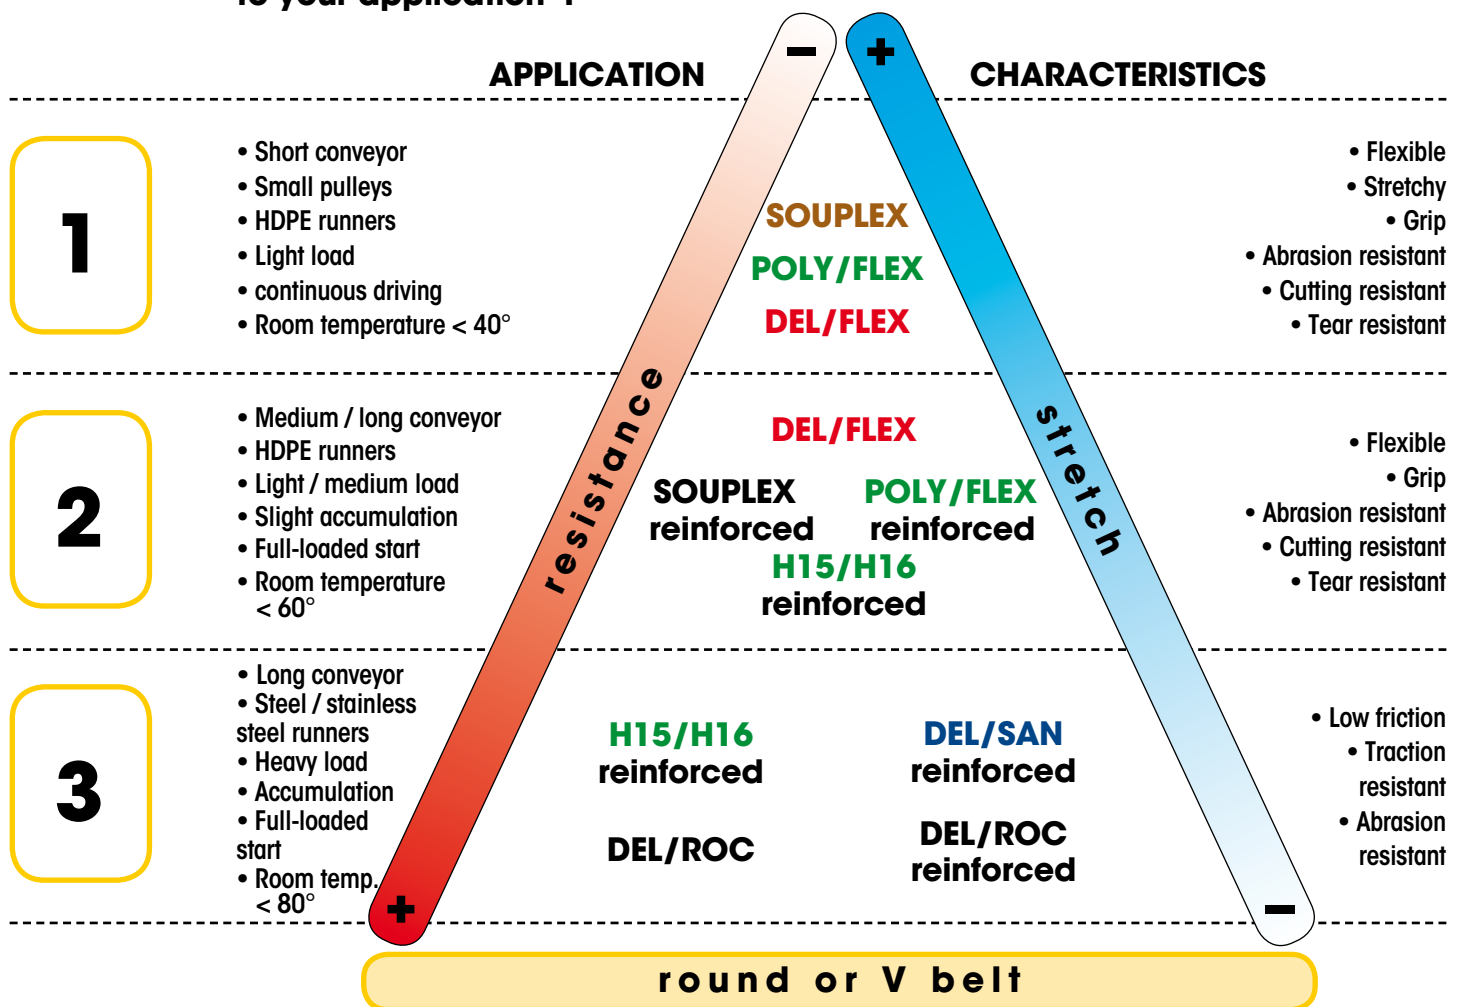 to your application ?
APPLICATION
CHARACTERISTICS
−
+
1
• Short conveyor
• Small pulleys
• HDPE runners
• Light load
• continuous driving
• Room temperature < 40°
SOUPLEX
POLY/FLEX
DEL/FLEX
• Flexible
• Stretchy
• Grip
• Abrasion resistant
• Cutting resistant
• Tear resistant
resistance
stretch
2
• Medium / long conveyor
• HDPE runners
• Light / medium load
• Slight accumulation
• Full-loaded start
• Room temperature
< 60°
DEL/FLEX
SOUPLEX
reinforced
POLY/FLEX
reinforced
H15/H16
reinforced
• Flexible
• Grip
• Abrasion resistant
• Cutting resistant
• Tear resistant
3
• Long conveyor
• Steel / stainless
steel runners
• Heavy load
• Accumulation
• Full-loaded
start
• Room temp.
< 80°
H15/H16
reinforced
DEL/SAN
reinforced
DEL/ROC
DEL/ROC
reinforced
• Low friction
• Traction
resistant
• Abrasion
resistant
+
−
round or V belt